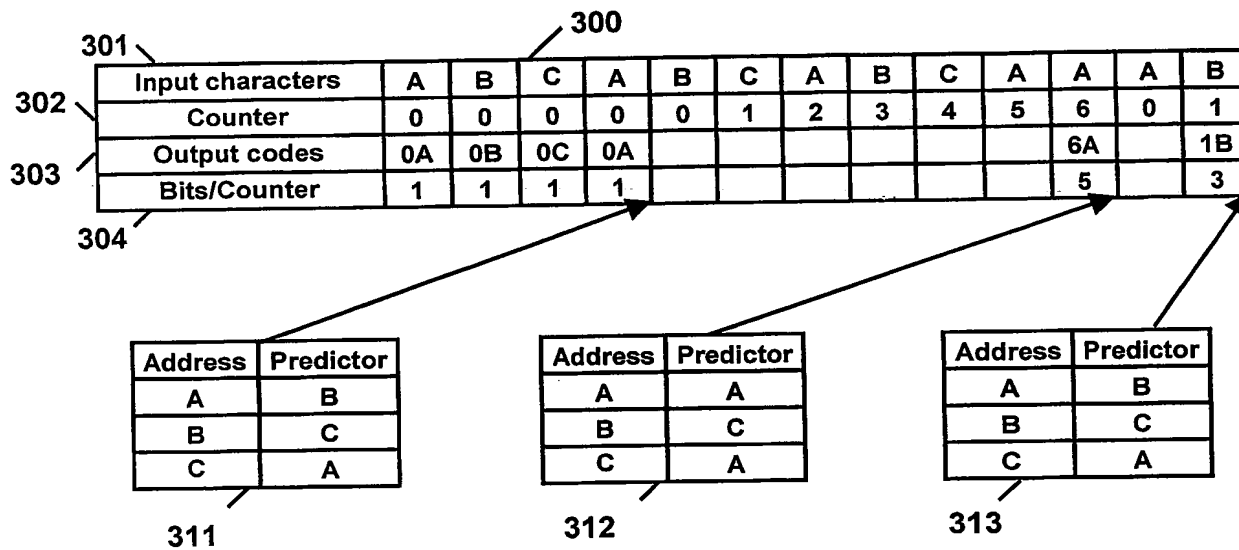 300
301
Input characters A B C A B C A B C A A A B
302
Counter 0 0 0 0 0 1 2 3 4 5 6 0 1
Output codes 0A 0B 0C 0A 6A 1B
303
Bits/Counter 1 1 1 1 5 3
304
Address Predictor
A B
B C
C A
311
Address Predictor
A A
B C
C A
312
Address Predictor
A B
B C
C A
313